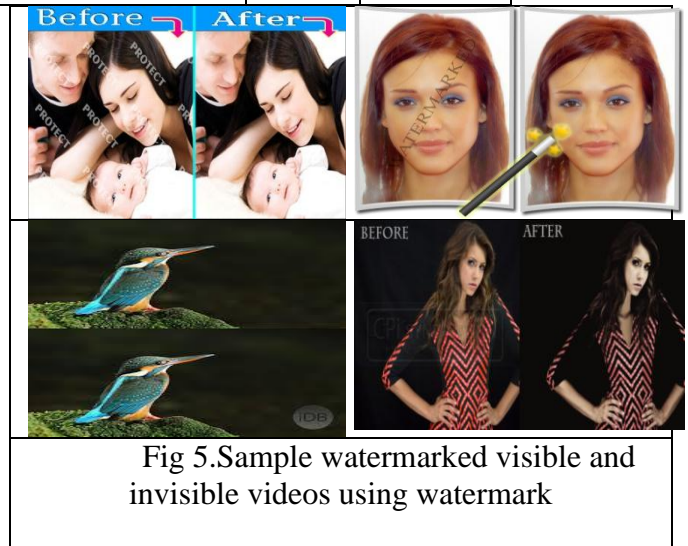 Before After
PROTECT
PROTECT
PROTECT
PROTECT
ATERMARK
BEFORE AFTER
iDB
Fig 5.Sample watermarked visible and
invisible videos using watermark